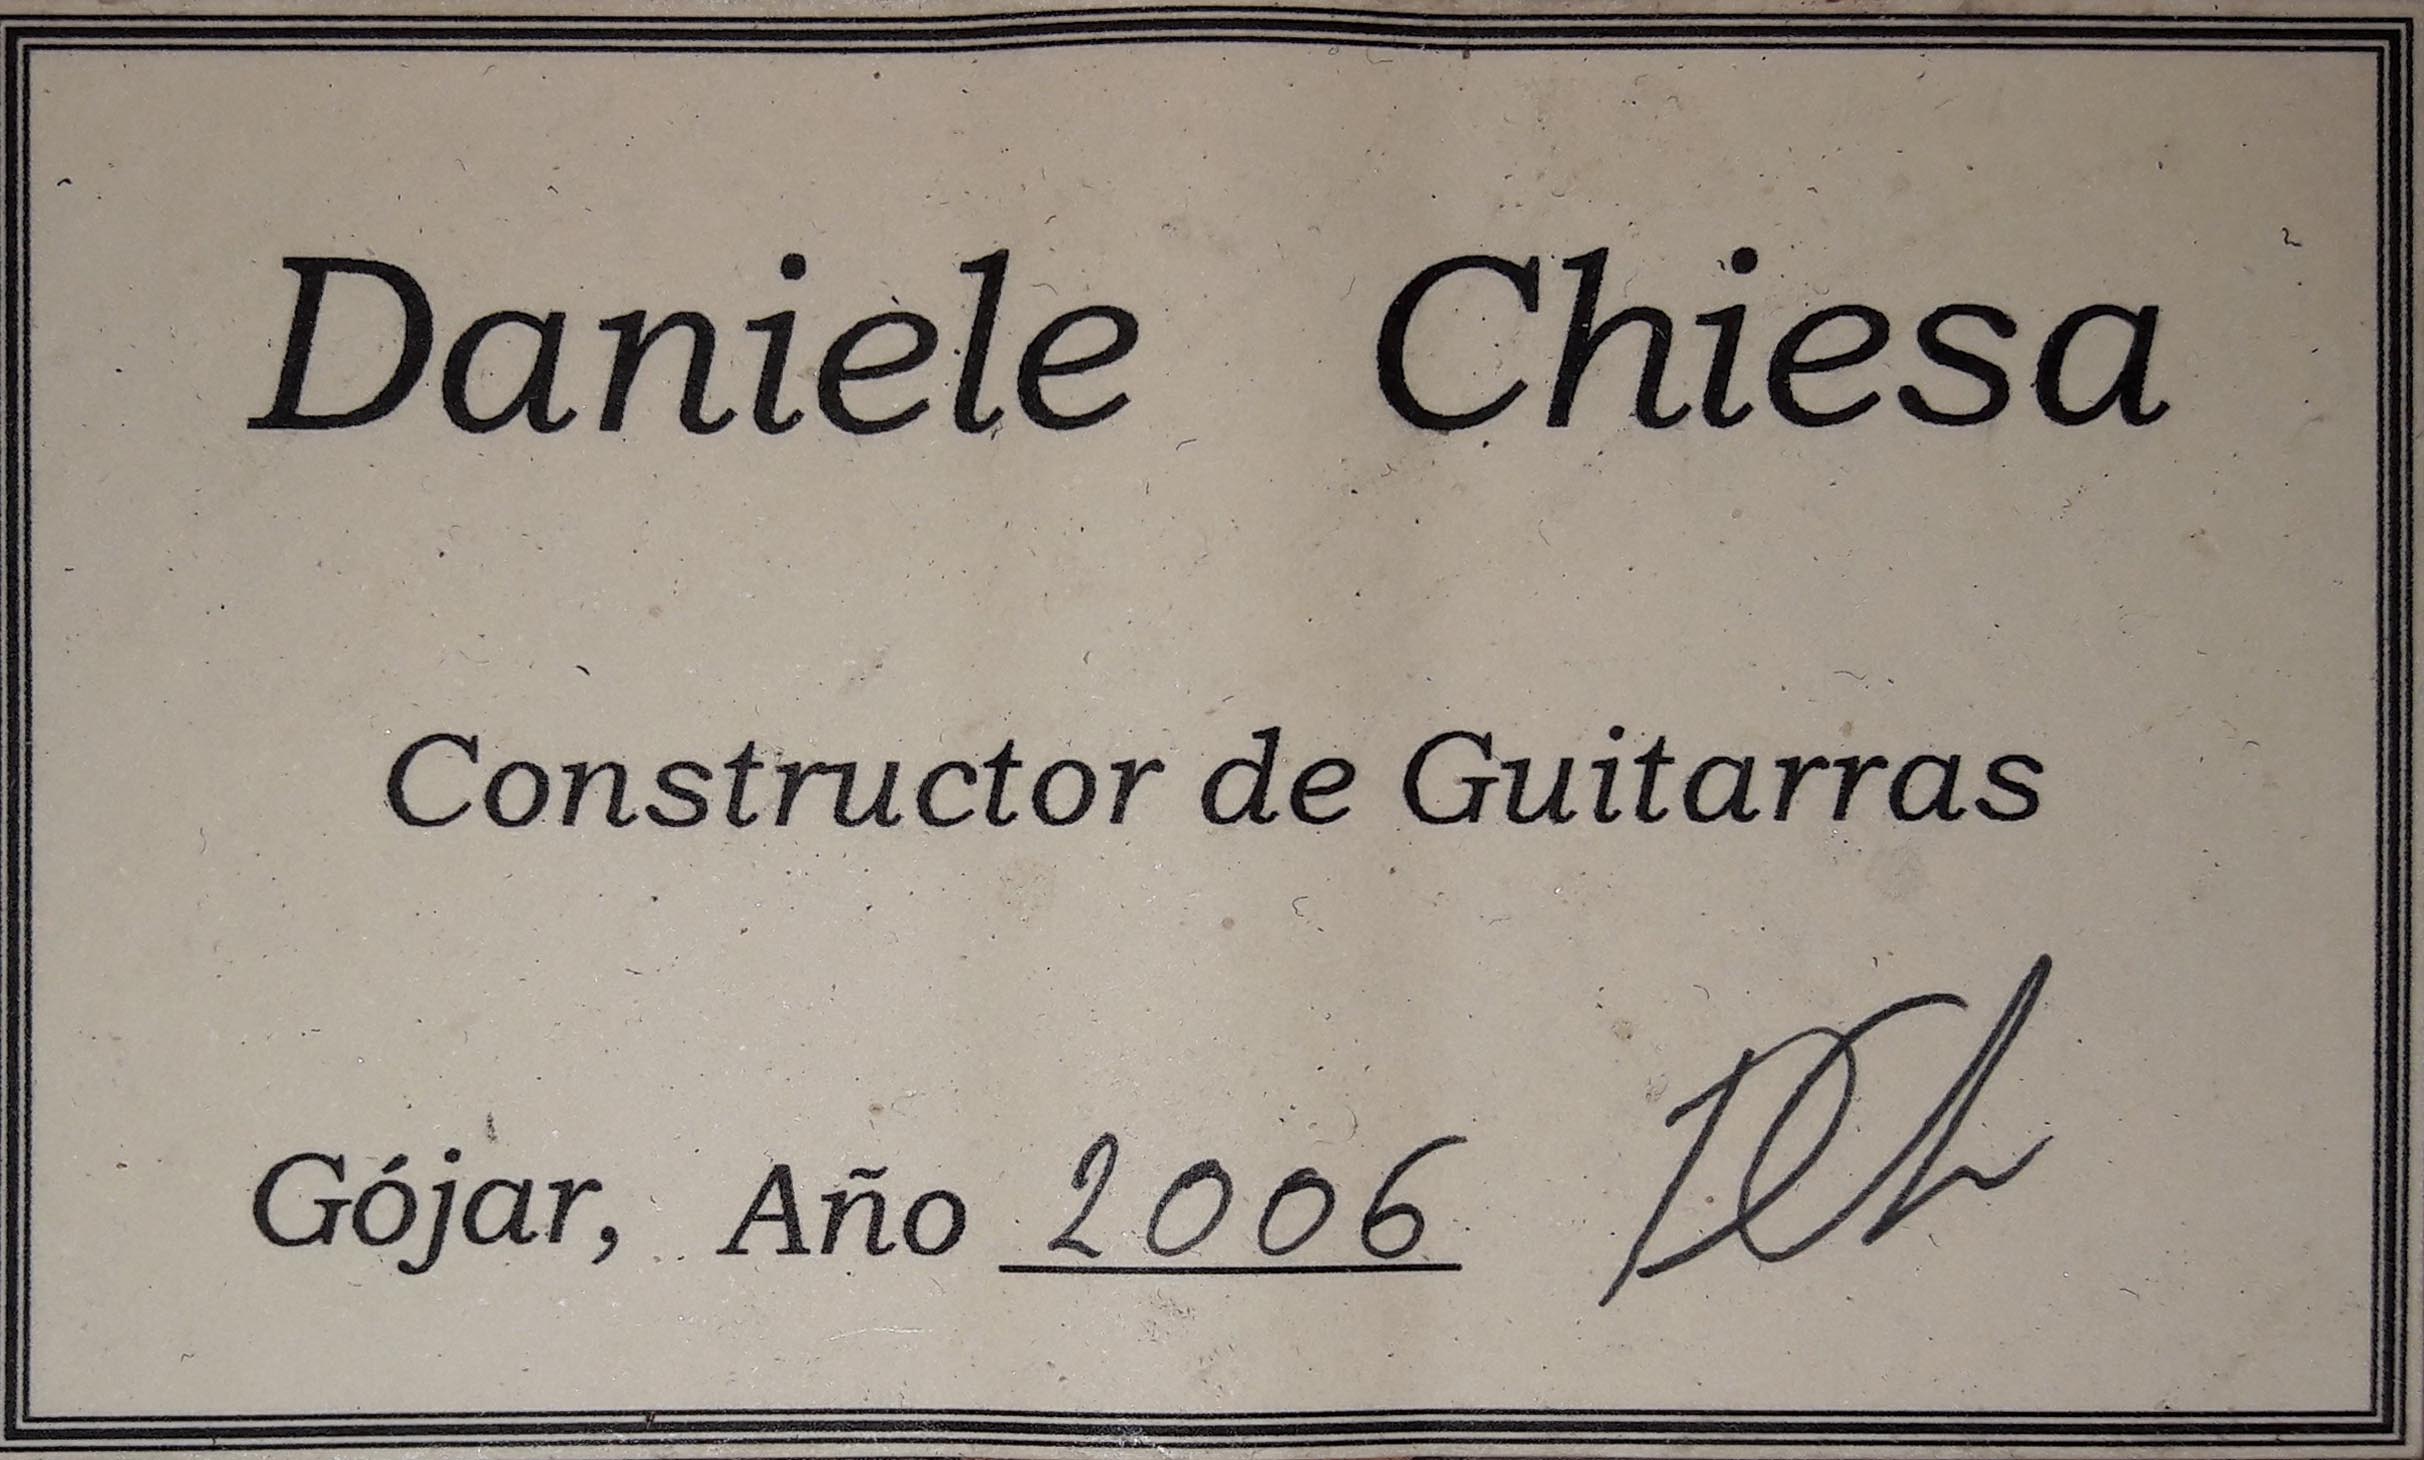 Daniele Chiesa
Constructor de Guitarras
Gójar, Año 2006